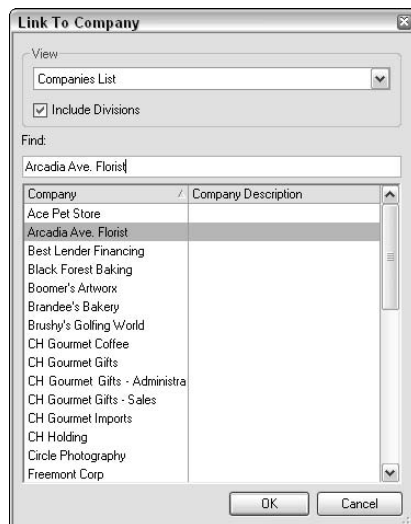 Link To Company
View
Companies List
Include Divisions
Find:
Arcadia Ave. Florist
Company / Company Description
Ace Pet Store
Arcadia Ave. Florist
Best Lender Financing
Black Forest Baking
Boomer's Artworx
Brandee's Bakery
Brushy's Golfing World
CH Gourmet Coffee
CH Gourmet Gifts
CH Gourmet Gifts - Administra
CH Gourmet Gifts - Sales
CH Gourmet Imports
CH Holding
Circle Photography
Freemont Corp
OK Cancel